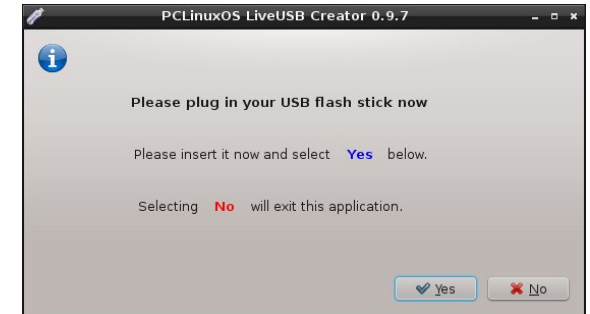 PCLinuxOS LiveUSB Creator 0.9.7
Please plug in your USB flash stick now
Please insert it now and select Yes below.
Selecting No will exit this application.
Yes No